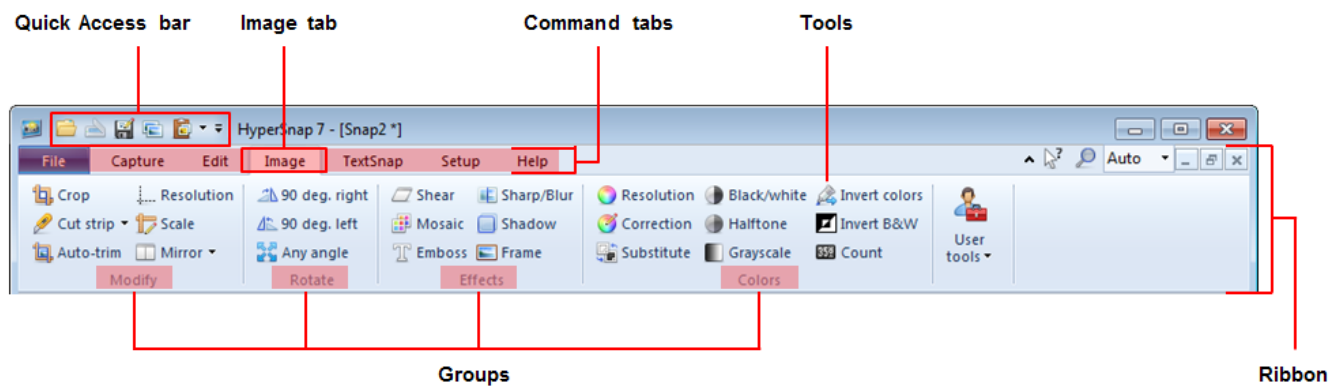 Quick Access bar Image tab Command tabs Tools
HyperSnap 7 - [Snap2 *]
File Capture Edit Image TextSnap Setup Help Auto
Crop Resolution 90 deg. right Shear Sharp/Blur Resolution Black/white Invert colors
Cut strip Scale 90 deg. left Mosaic Shadow Correction Halftone Invert B&W
Auto-trim Mirror Any angle Emboss Frame Substitute Grayscale 359 Count
User
tools
Modify Rotate Effects Colors
Groups Ribbon